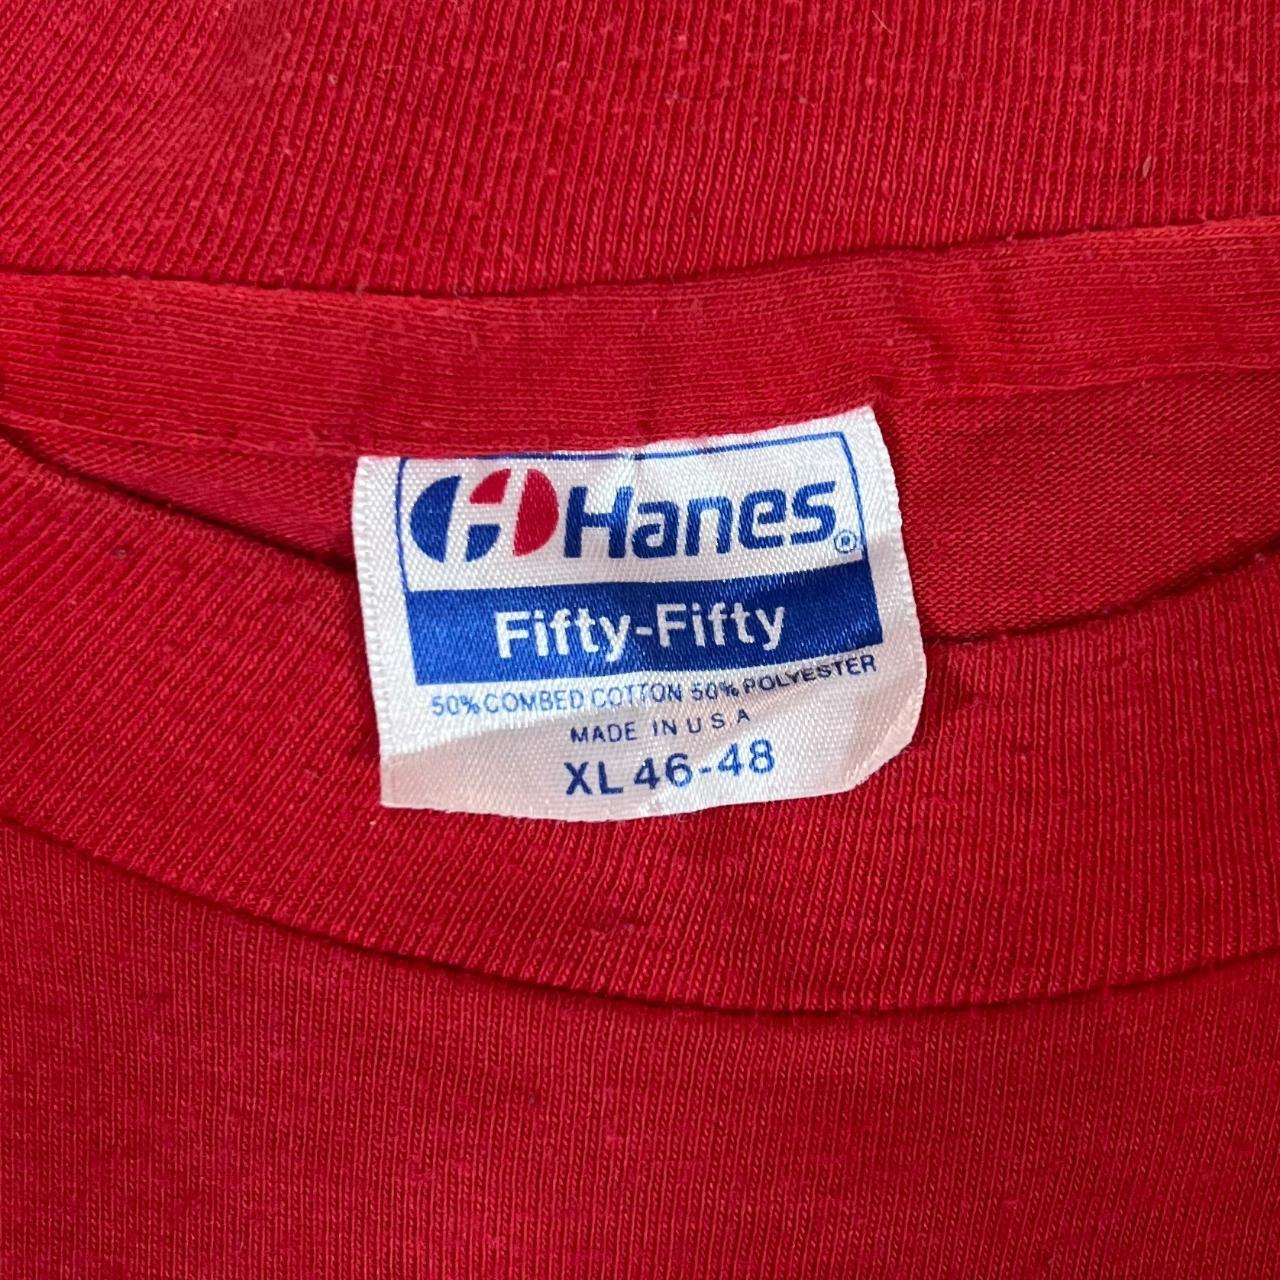 Hanes®
Fifty-Fifty
50% COMBED COTTON 50% POLYESTER
MADE IN U S A
XL 46-48